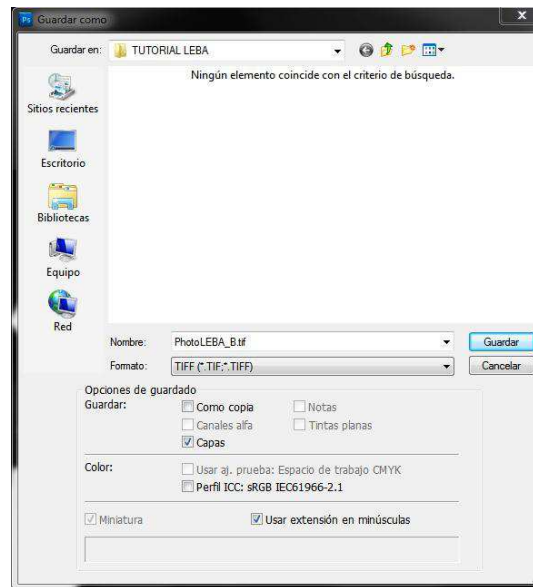 Ps Guardar como
X
Guardar en: TUTORIAL LEBA
Ningún elemento coincide con el criterio de búsqueda.
Sitios recientes
Escritorio
Bibliotecas
Equipo
Red
Nombre: PhotoLEBA_B.tif Guardar
Formato: TIFF (*.TIF;*.TIFF) Cancelar
Opciones de guardado
Guardar: Como copia Notas
Canales alfa Tintas planas
Capas
Color: Usar aj. prueba: Espacio de trabajo CMYK
Perfil ICC: sRGB IEC61966-2.1
Miniatura Usar extensión en minúsculas